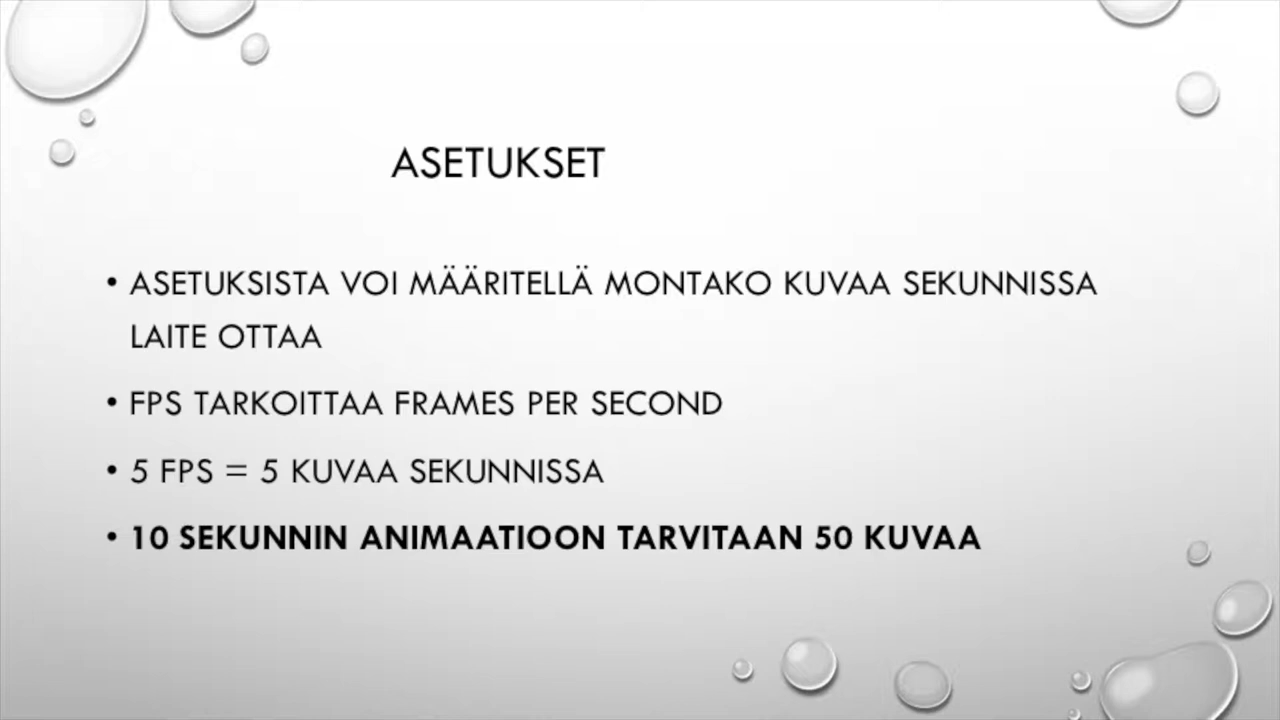 ASETUKSET
• ASETUKSISTA VOI MÄÄRITELLÄ MONTAKO KUVAA SEKUNNISSA
LAITE OTTAA
• FPS TARKOITTAA FRAMES PER SECOND
• 5 FPS = 5 KUVAA SEKUNNISSA
• 10 SEKUNNIN ANIMAATIOON TARVITAAN 50 KUVAA